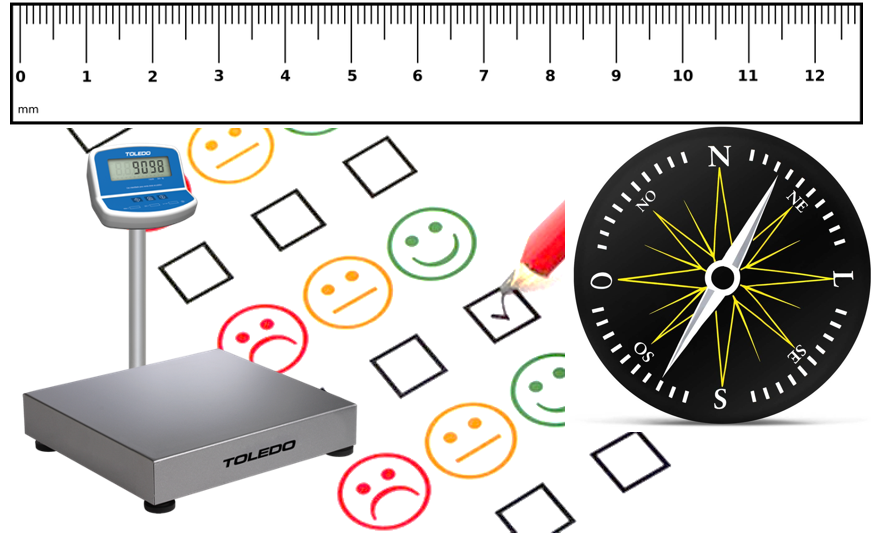 0 1 2 3 4 5 6 7 8 9 10 11 12
mm
TOLEDO
9098
TOLEDO
N
NO
NE
O
L
SO
SE
S